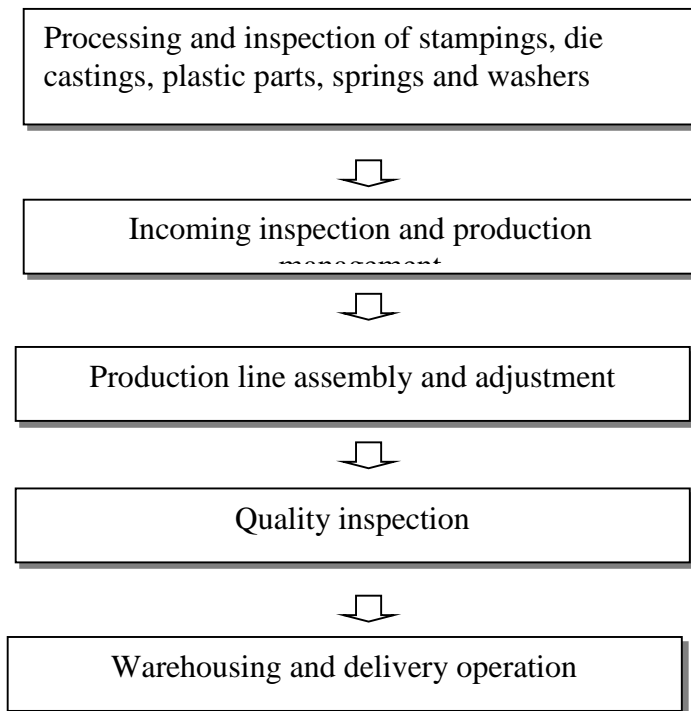 Processing and inspection of stampings, die
castings, plastic parts, springs and washers
Incoming inspection and production
management
Production line assembly and adjustment
Quality inspection
Warehousing and delivery operation